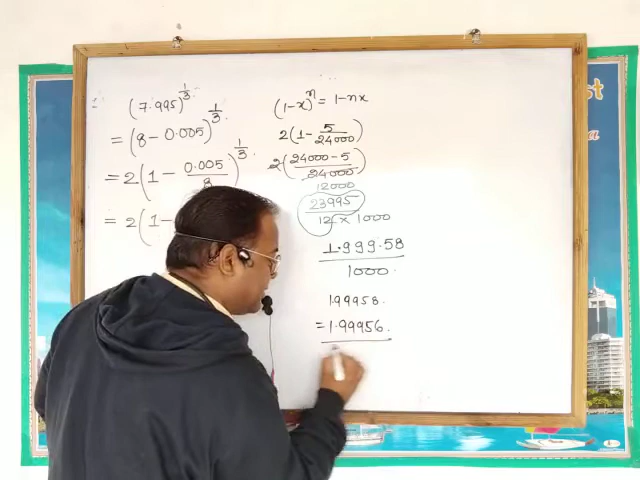 (7.995)^1/3
= (8 - 0.005)^1/3
= 2(1 - 0.005/8)^1/3
= 2(1 -
(1-x)^n = 1-nx
2(1 - 5/24000)
2(24000 - 5/24000)
12000
23995
12 x 1000
1.999.58
1000.
1.99958.
= 1.99956.
st
a